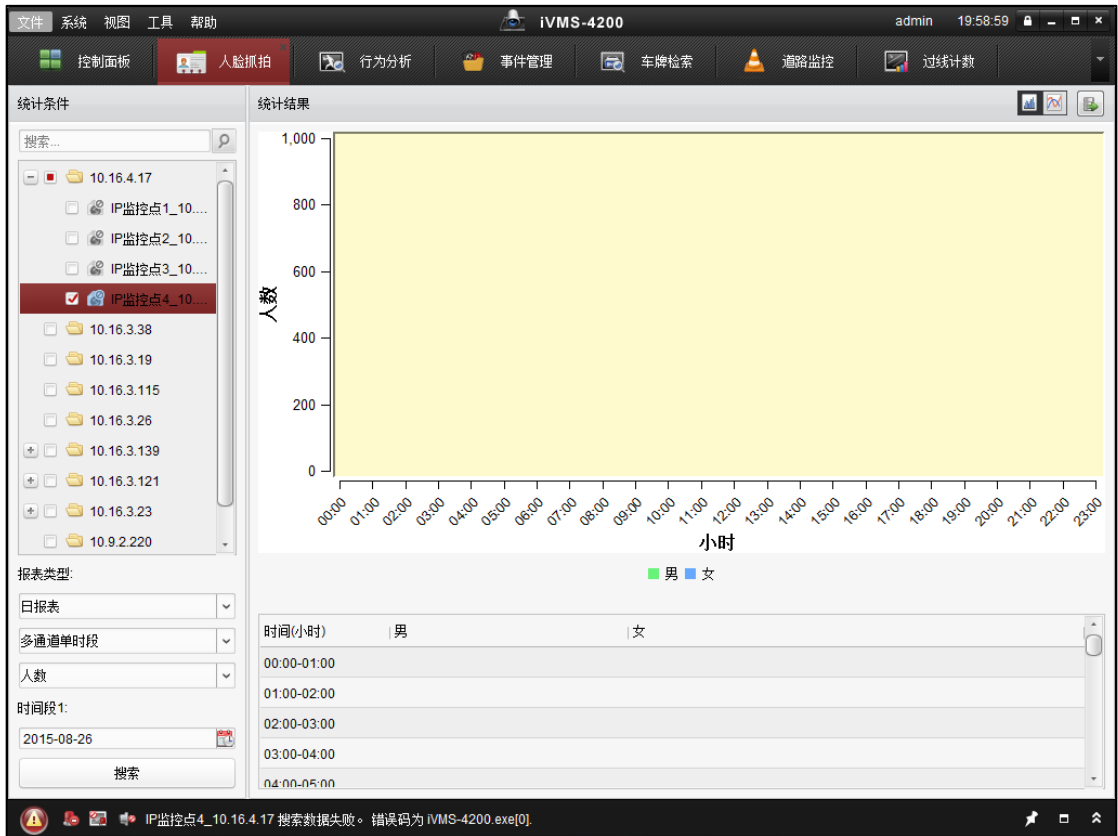 文件 系统 视图 工具 帮助 iVMS-4200 admin 19:58:59
控制面板 人脸抓拍 行为分析 事件管理 车牌检索 道路监控 过线计数
统计条件
搜索...
10.16.4.17
IP监控点1_10....
IP监控点2_10....
IP监控点3_10....
IP监控点4_10....
10.16.3.38
10.16.3.19
10.16.3.115
10.16.3.26
10.16.3.139
10.16.3.121
10.16.3.23
10.9.2.220
报表类型:
日报表
多通道单时段
人数
时间段1:
2015-08-26
搜索
统计结果
1,000
800
600
400
200
0
人数
00:00 01:00 02:00 03:00 04:00 05:00 06:00 07:00 08:00 09:00 10:00 11:00 12:00 13:00 14:00 15:00 16:00 17:00 18:00 19:00 20:00 21:00 22:00 23:00
小时
男 女
时间(小时) 男 女
00:00-01:00
01:00-02:00
02:00-03:00
03:00-04:00
04:00-05:00
IP监控点4_10.16.4.17 搜索数据失败。错误码为 iVMS-4200.exe[0].